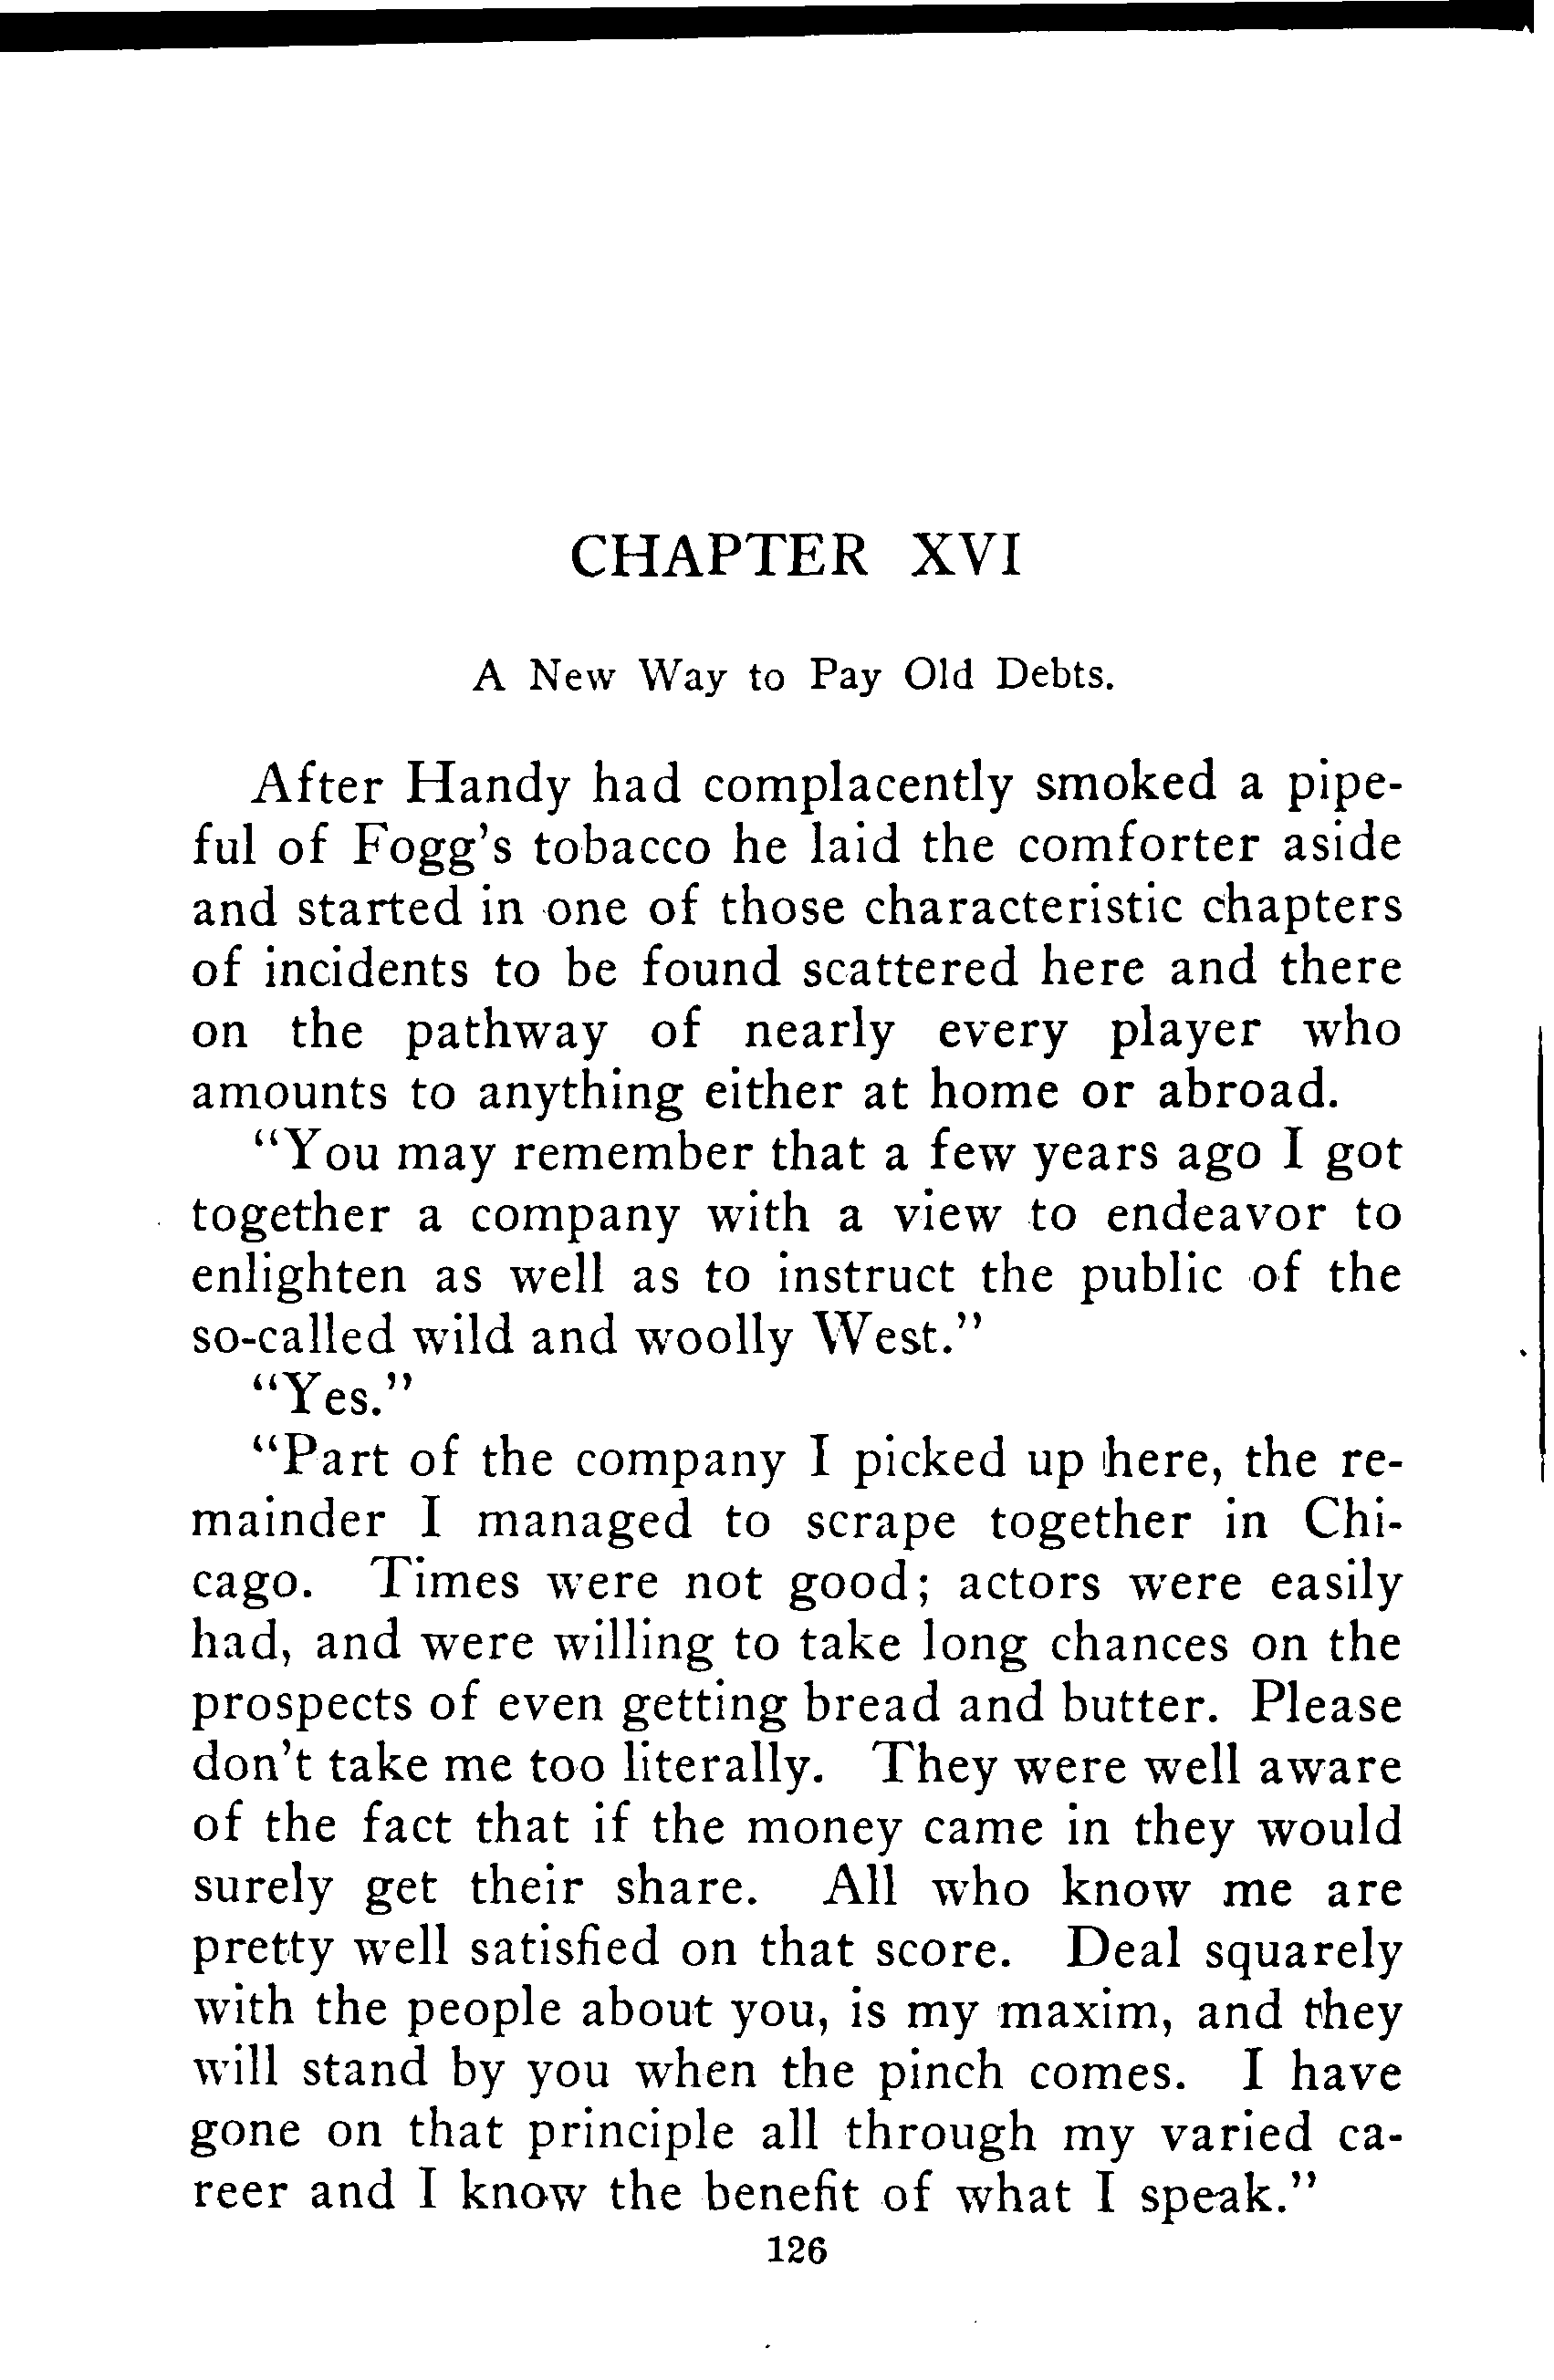 CHAPTER XVI
A New Way to Pay Old Debts.
After Handy had complacently smoked a pipe-
ful of Fogg's tobacco he laid the comforter aside
and started in one of those characteristic chapters
of incidents to be found scattered here and there
on the pathway of nearly every player who
amounts to anything either at home or abroad.
"You may remember that a few years ago I got
together a company with a view to endeavor to
enlighten as well as to instruct the public of the
so-called wild and woolly West."
"Yes."
"Part of the company I picked up here, the re-
mainder I managed to scrape together in Chi-
cago. Times were not good; actors were easily
had, and were willing to take long chances on the
prospects of even getting bread and butter. Please
don't take me too literally. They were well aware
of the fact that if the money came in they would
surely get their share. All who know me are
pretty well satisfied on that score. Deal squarely
with the people about you, is my maxim, and they
will stand by you when the pinch comes. I have
gone on that principle all through my varied ca-
reer and I know the benefit of what I speak."
126